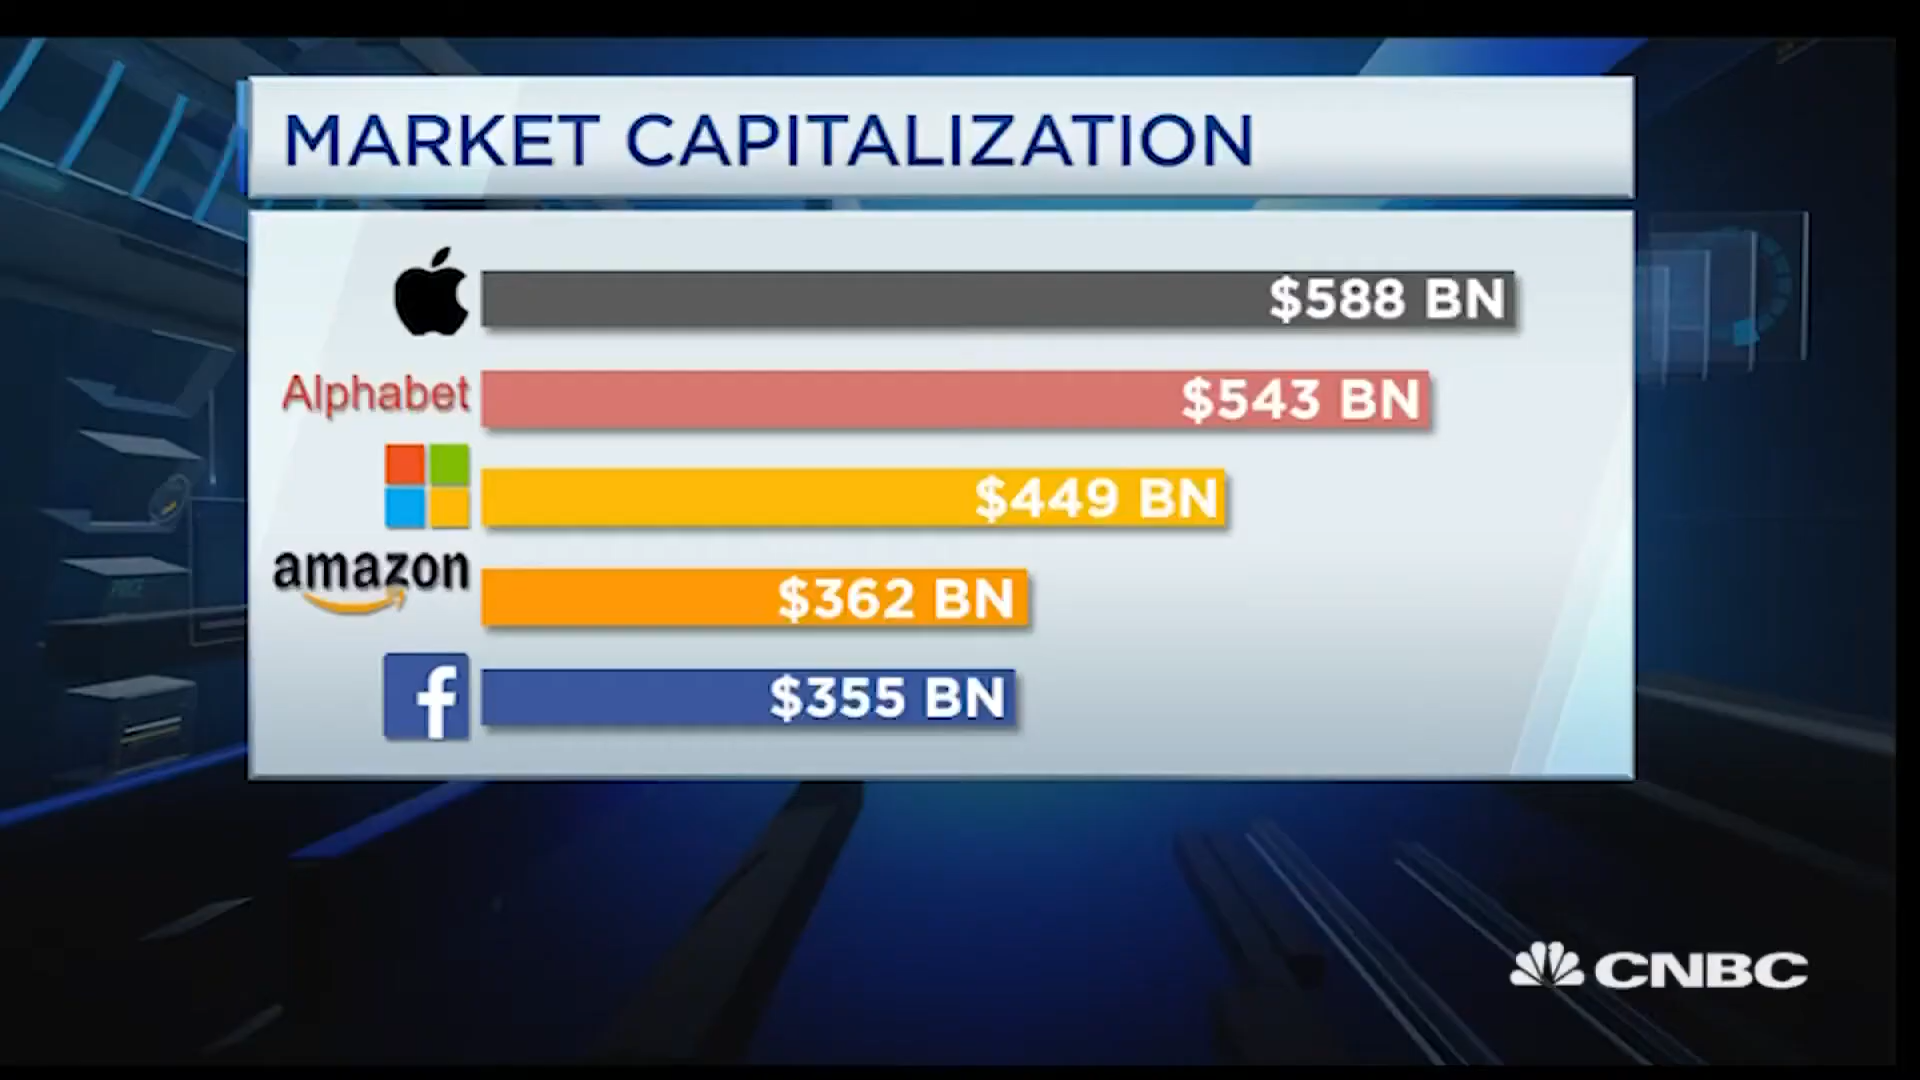 MARKET CAPITALIZATION
$588 BN
Alphabet $543 BN
$449 BN
amazon $362 BN
f $355 BN
CNBC